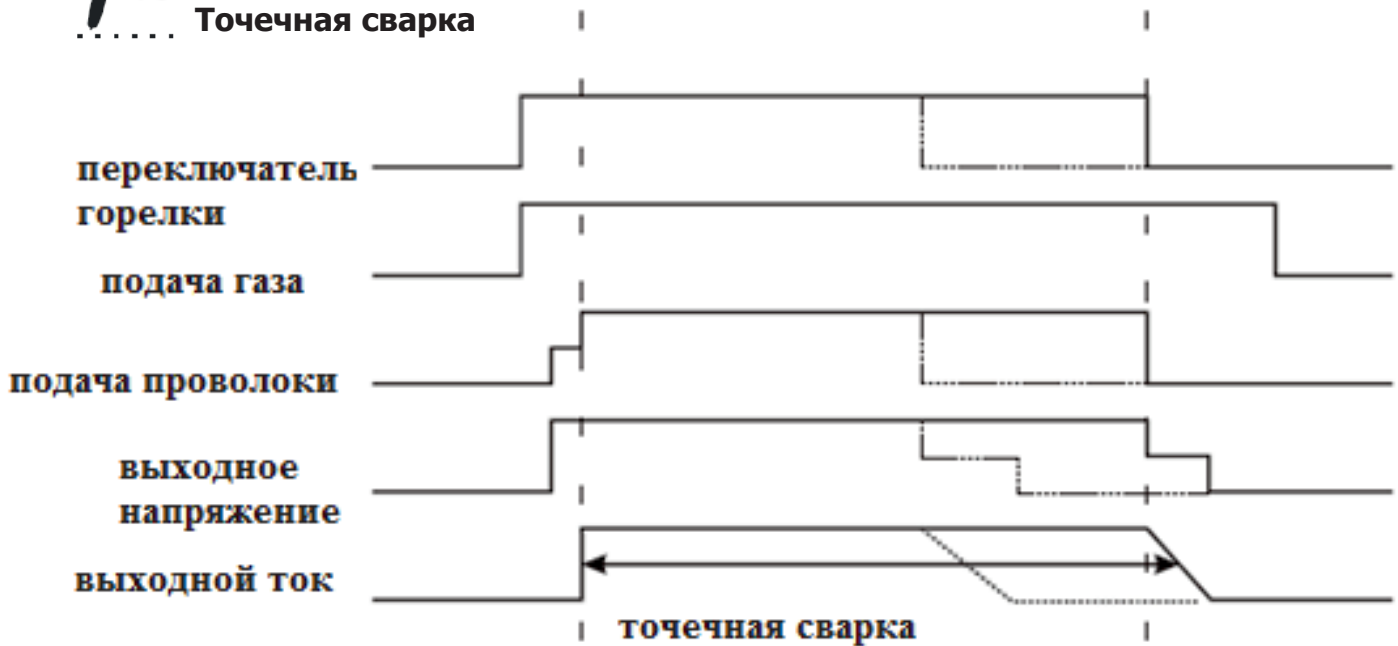 Точечная сварка
переключатель
горелки
подача газа
подача проволоки
выходное
напряжение
выходной ток
точечная сварка